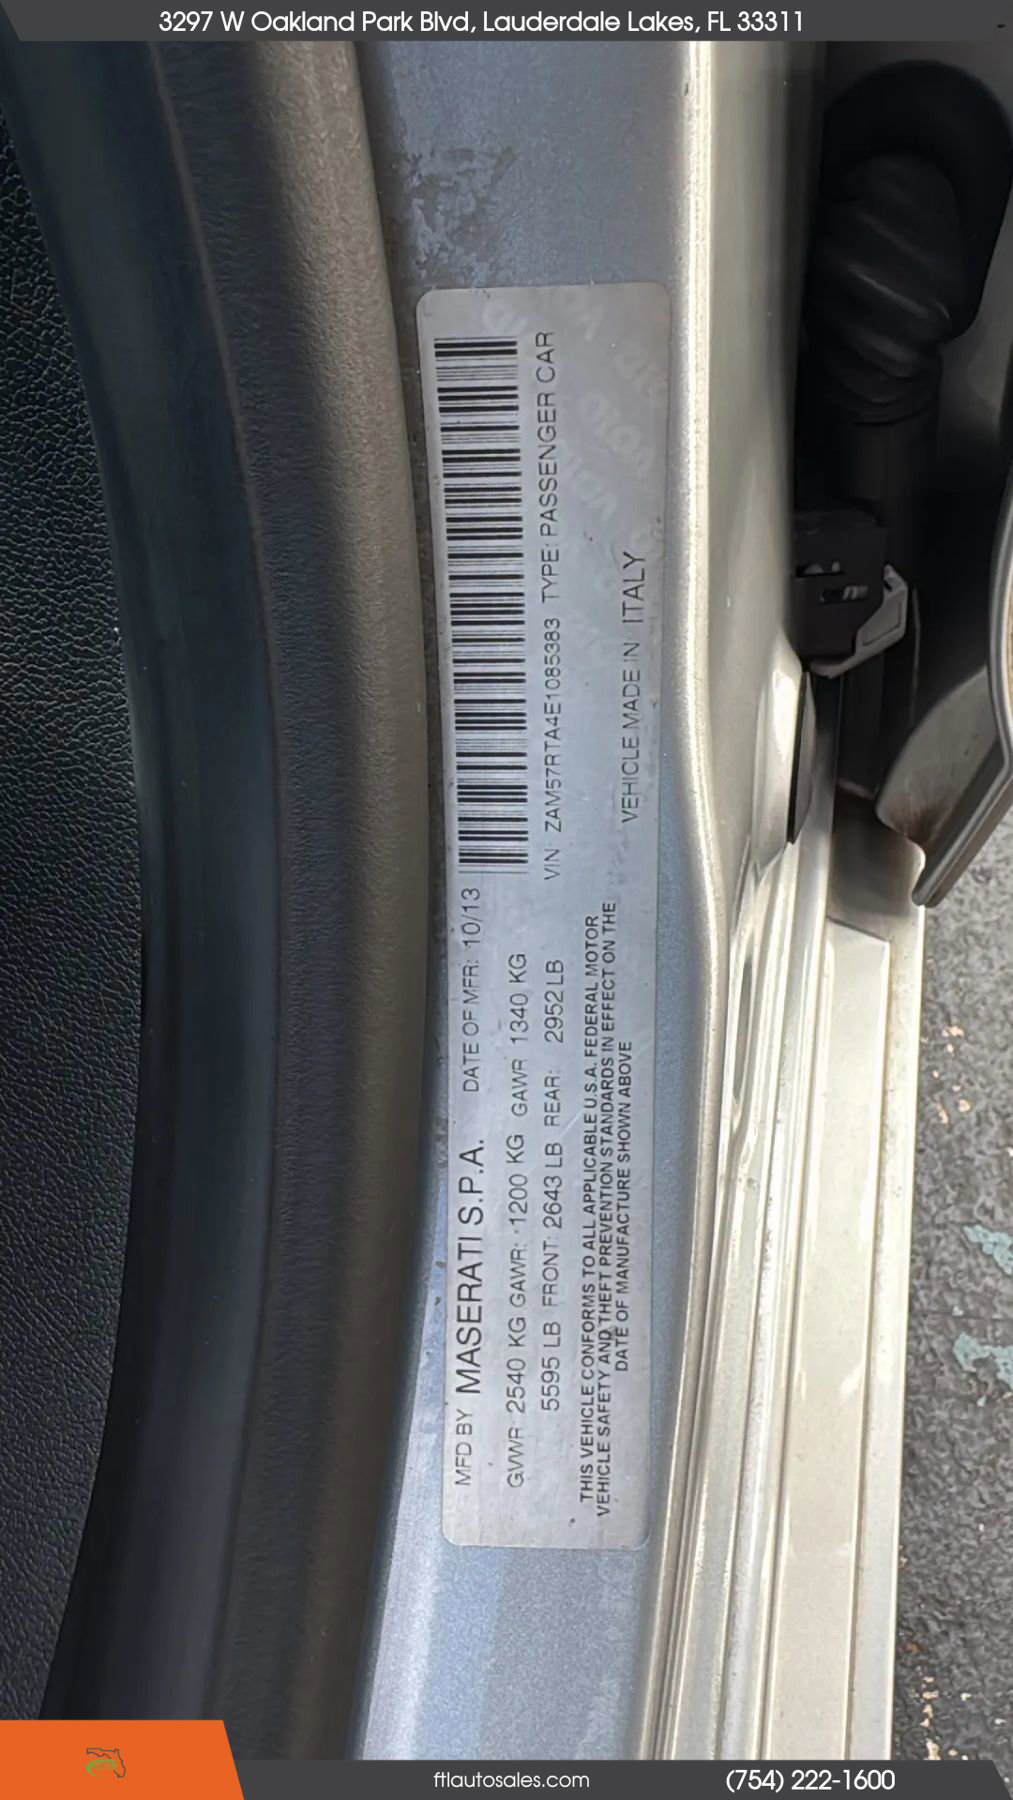 3297 W Oakland Park Blvd, Lauderdale Lakes, FL 33311
MFD BY MASERATI S.P.A. DATE OF MFR: 10/13
GVWR 2540 KG GAWR: 1200 KG GAWR 1340 KG
5595 LB FRONT: 2643 LB REAR: 2952 LB
VIN ZAM57RTA4E1085383 TYPE: PASSENGER CAR
THIS VEHICLE CONFORMS TO ALL APPLICABLE U.S.A. FEDERAL MOTOR
VEHICLE SAFETY AND THEFT PREVENTION STANDARDS IN EFFECT ON THE
DATE OF MANUFACTURE SHOWN ABOVE
VEHICLE MADE IN: ITALY
ftlautosales.com
(754) 222-1600